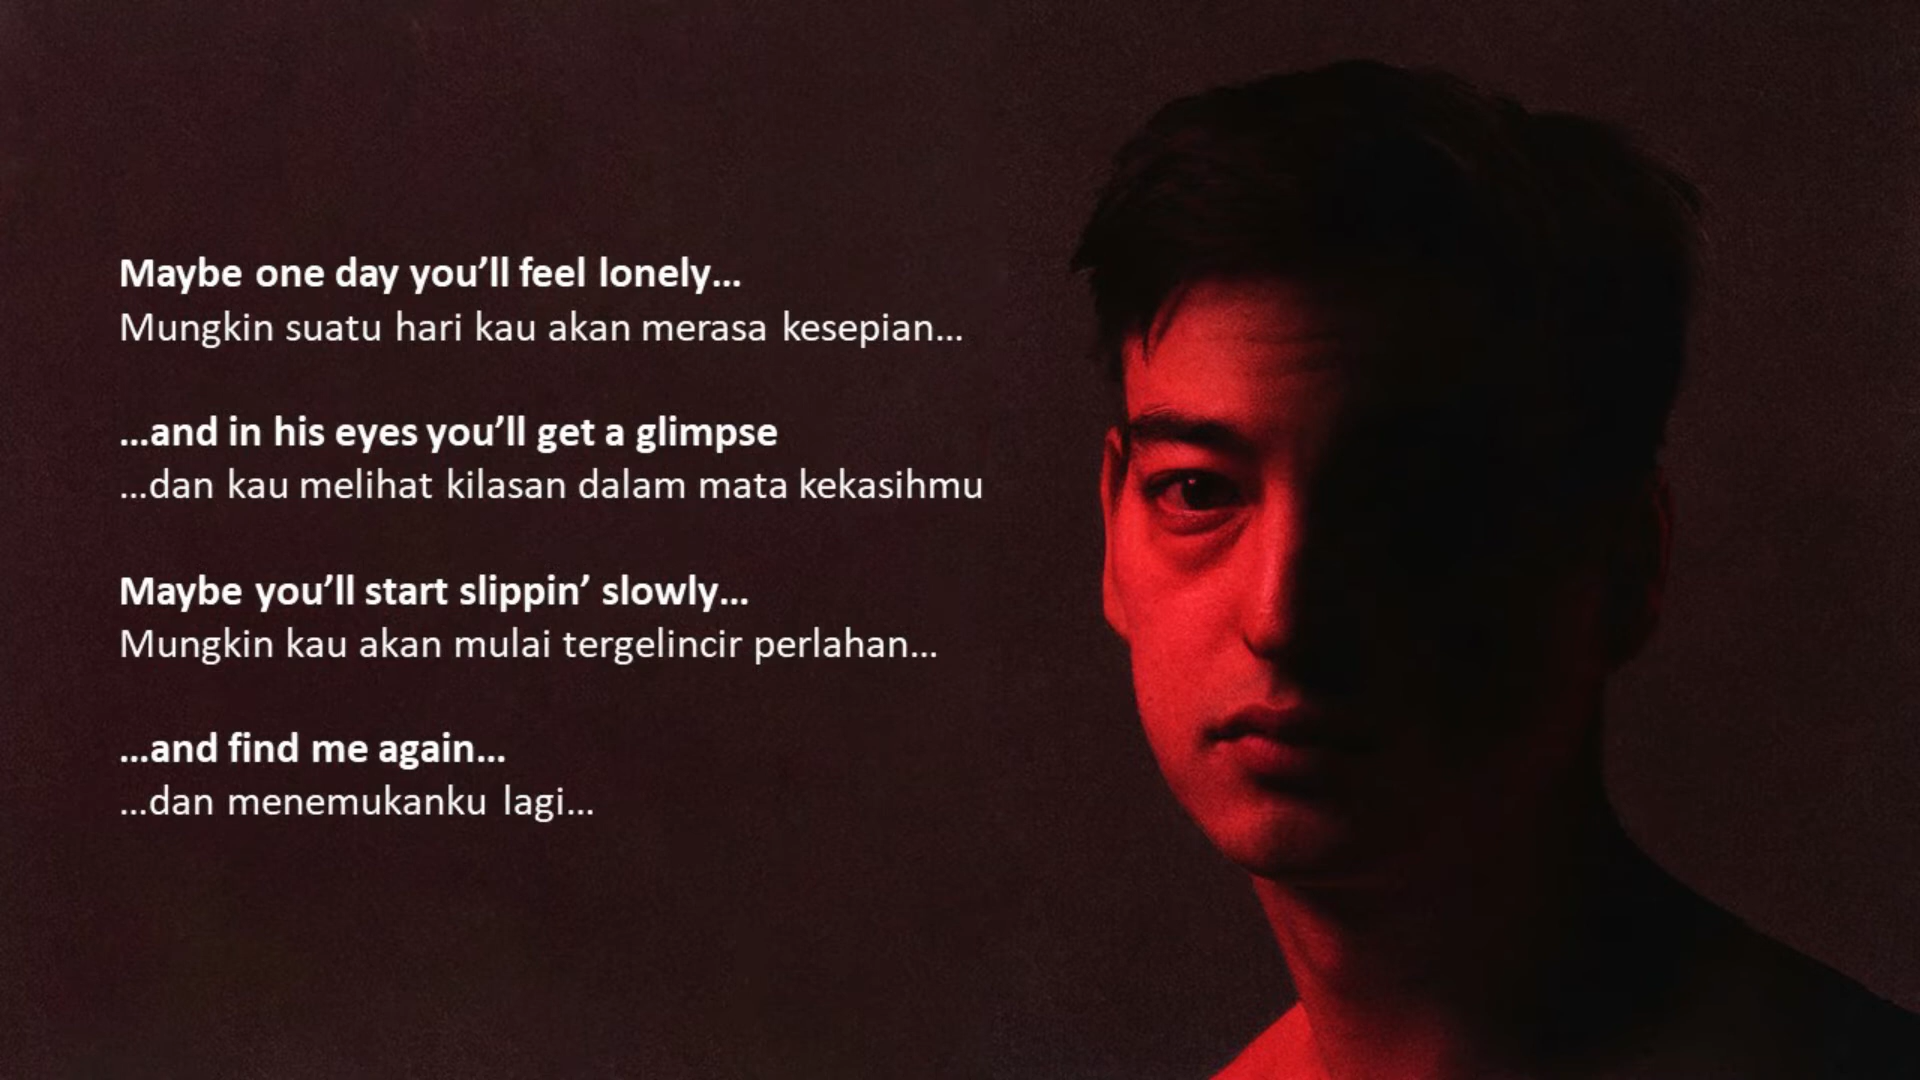 Maybe one day you’ll feel lonely…
Mungkin suatu hari kau akan merasa kesepian…
…and in his eyes you’ll get a glimpse
…dan kau melihat kilasan dalam mata kekasihmu
Maybe you’ll start slippin’ slowly…
Mungkin kau akan mulai tergelincir perlahan…
…and find me again…
…dan menemukanku lagi…